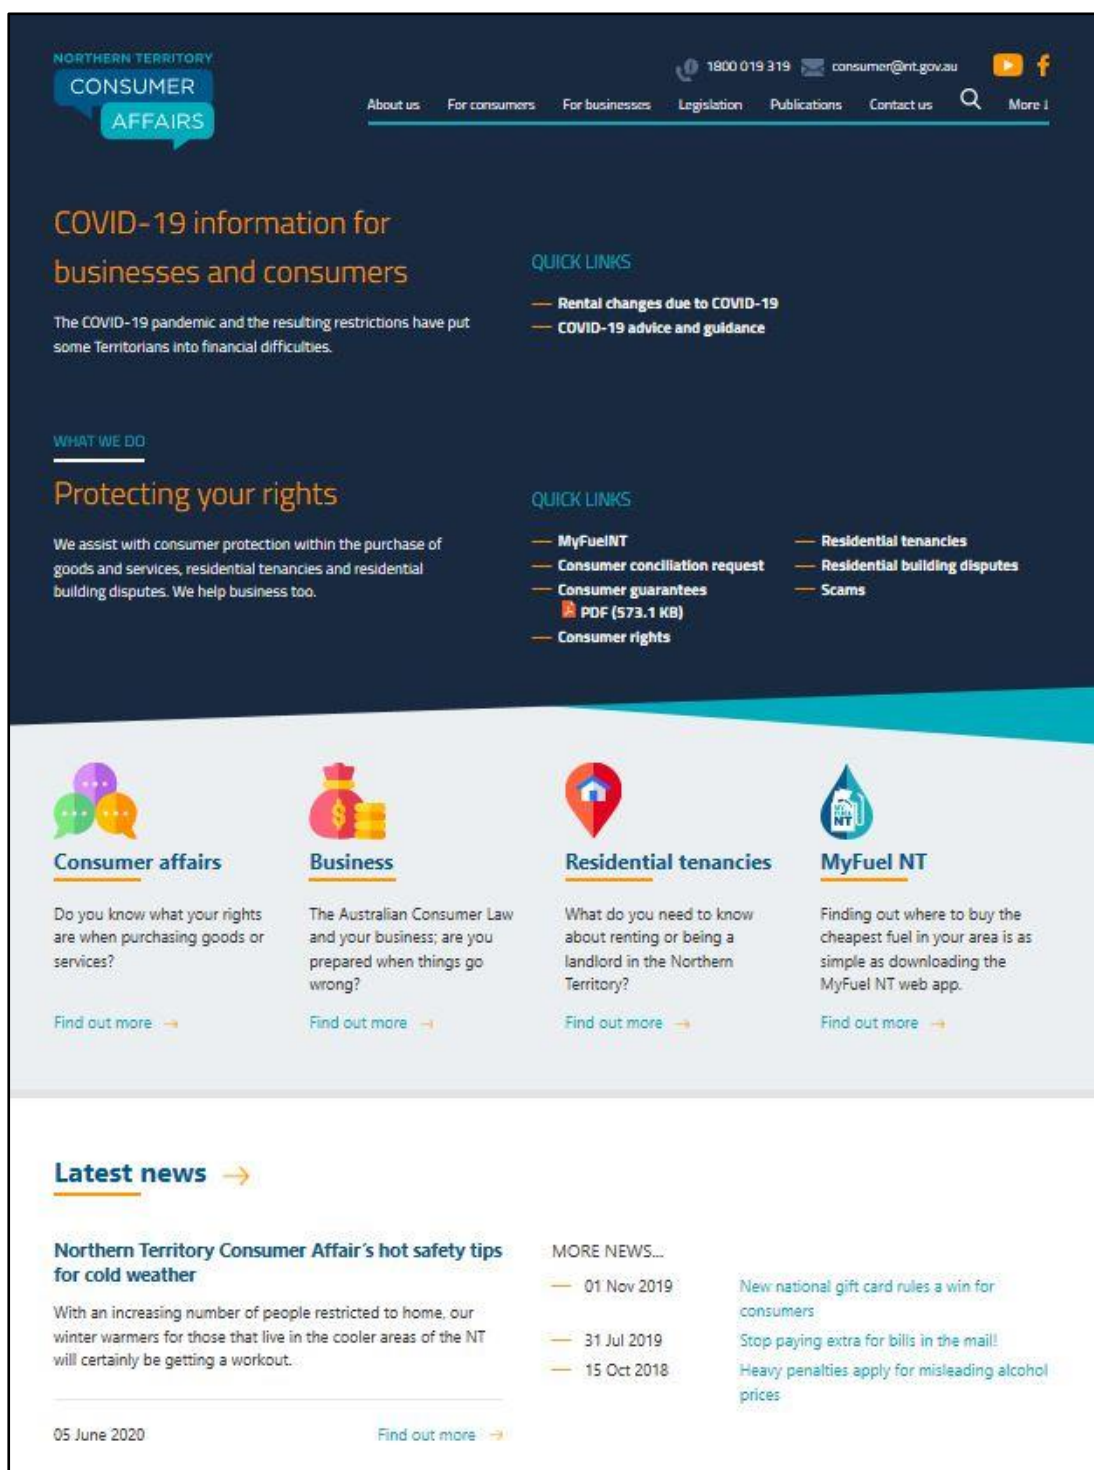 NORTHERN TERRITORY
CONSUMER
AFFAIRS
1800 019 319 consumer@nt.gov.au
About us For consumers For businesses Legislation Publications Contact us More ↓
COVID-19 information for
businesses and consumers
The COVID-19 pandemic and the resulting restrictions have put
some Territorians into financial difficulties.
QUICK LINKS
— Rental changes due to COVID-19
— COVID-19 advice and guidance
WHAT WE DO
Protecting your rights
We assist with consumer protection within the purchase of
goods and services, residential tenancies and residential
building disputes. We help business too.
QUICK LINKS
— MyFuelNT
— Consumer conciliation request
— Consumer guarantees
PDF (573.1 KB)
— Consumer rights
— Residential tenancies
— Residential building disputes
— Scams
Consumer affairs
Do you know what your rights
are when purchasing goods or
services?
Find out more →
$
Business
The Australian Consumer Law
and your business; are you
prepared when things go
wrong?
Find out more →
Residential tenancies
What do you need to know
about renting or being a
landlord in the Northern
Territory?
Find out more →
MY
FUEL
NT
MyFuel NT
Finding out where to buy the
cheapest fuel in your area is as
simple as downloading the
MyFuel NT web app.
Find out more →
Latest news →
Northern Territory Consumer Affair's hot safety tips
for cold weather
With an increasing number of people restricted to home, our
winter warmers for those that live in the cooler areas of the NT
will certainly be getting a workout.
05 June 2020 Find out more →
MORE NEWS...
— 01 Nov 2019 New national gift card rules a win for
consumers
— 31 Jul 2019 Stop paying extra for bills in the mail!
— 15 Oct 2018 Heavy penalties apply for misleading alcohol
prices